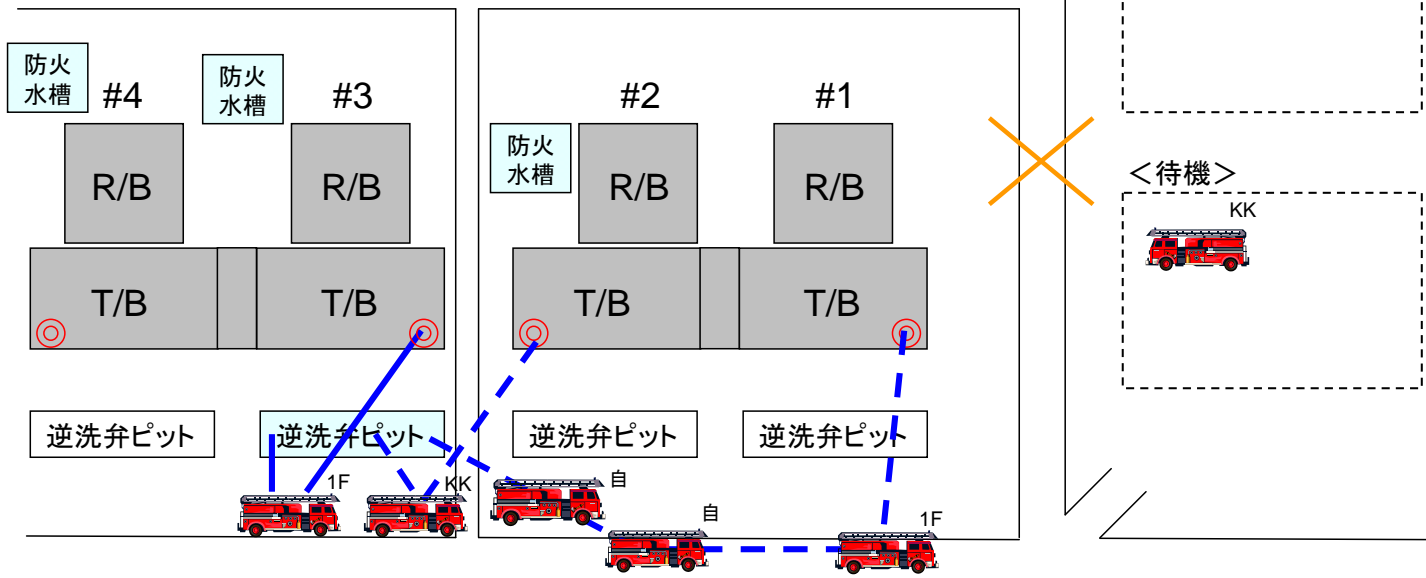 防火
水槽
#4
防火
水槽
#3
防火
水槽
#2
#1
R/B
R/B
R/B
R/B
<待機>
KK
T/B
T/B
T/B
T/B
逆洗弁ピット
逆洗弁ピット
逆洗弁ピット
逆洗弁ピット
1F
KK
自
自
1F